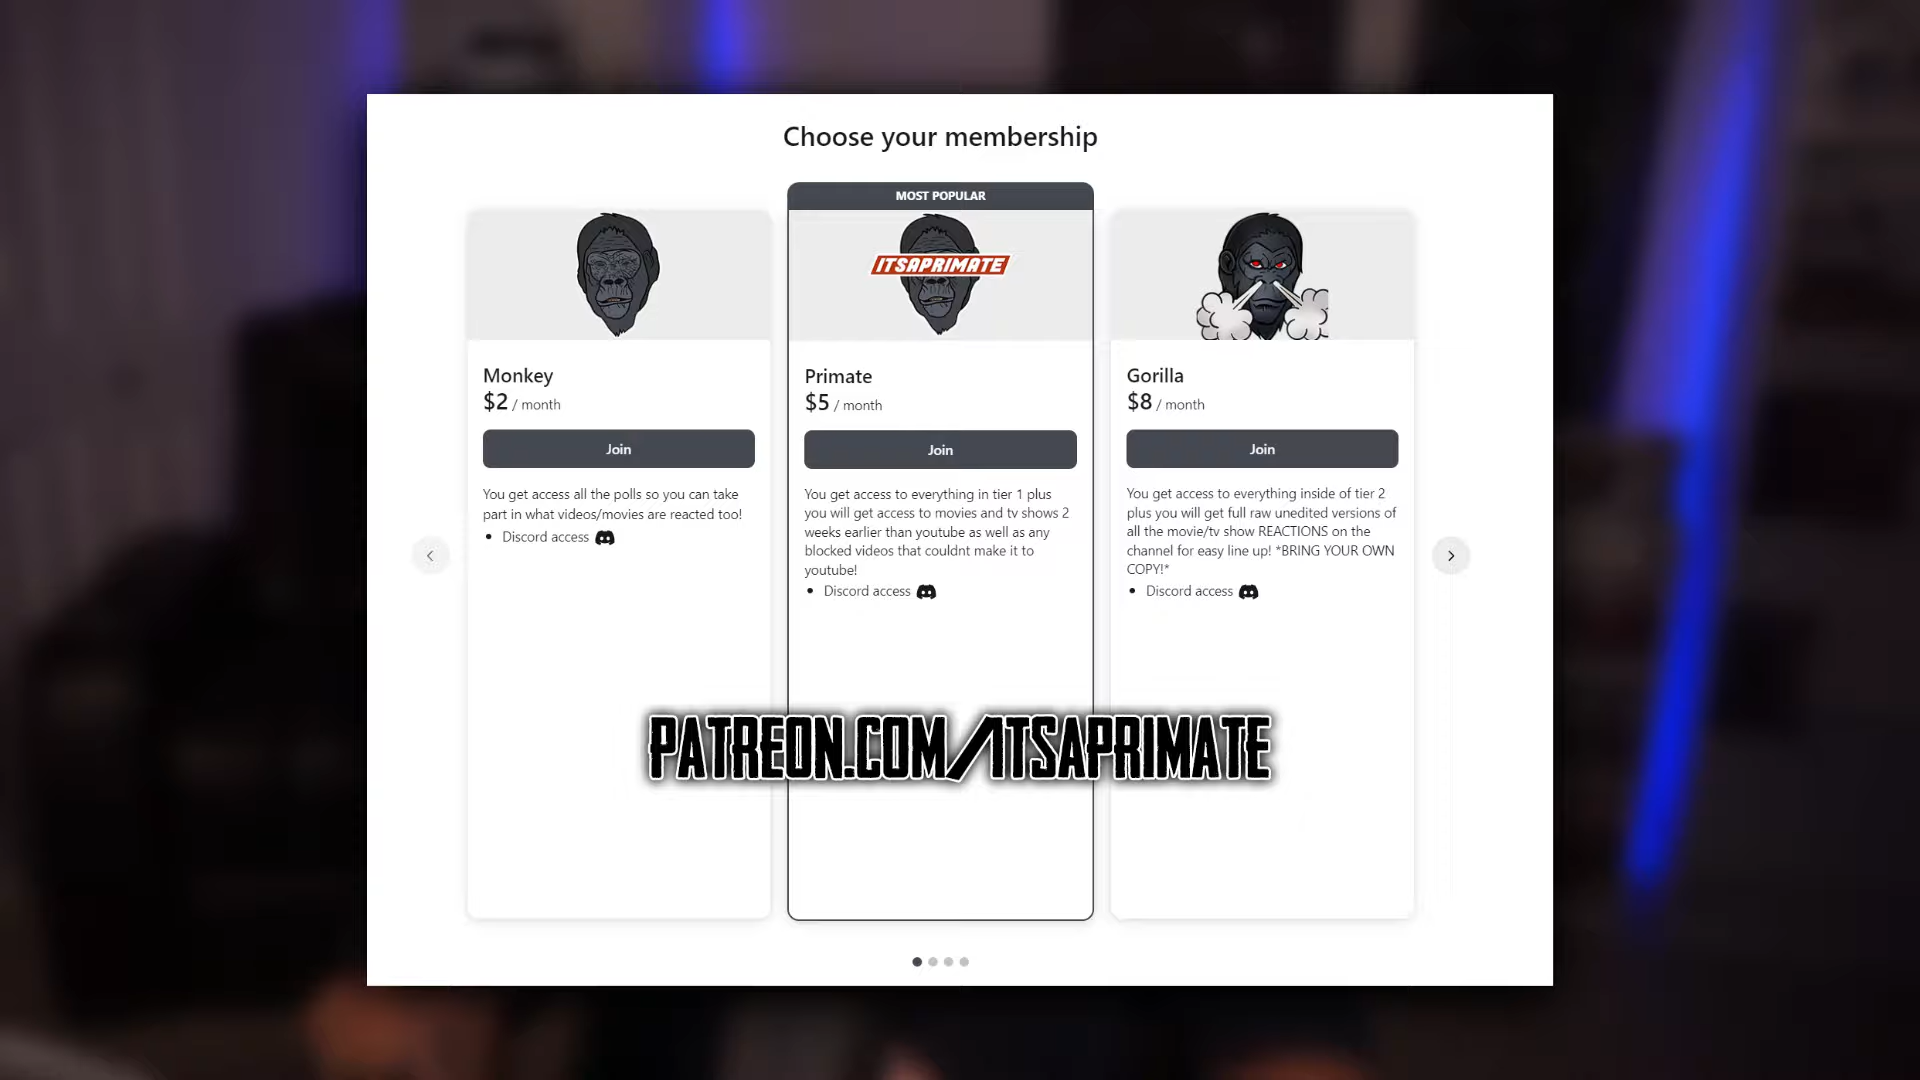 Choose your membership
MOST POPULAR
ITSAPRIMATE
Monkey
$2 / month
Join
You get access all the polls so you can take
part in what videos/movies are reacted too!
• Discord access
Primate
$5 / month
Join
You get access to everything in tier 1 plus
you will get access to movies and tv shows 2
weeks earlier than youtube as well as any
blocked videos that couldnt make it to
youtube!
• Discord access
Gorilla
$8 / month
Join
You get access to everything inside of tier 2
plus you will get full raw unedited versions of
all the movie/tv show REACTIONS on the
channel for easy line up! *BRING YOUR OWN
COPY!*
• Discord access
PATREON.COM/ITSAPRIMATE